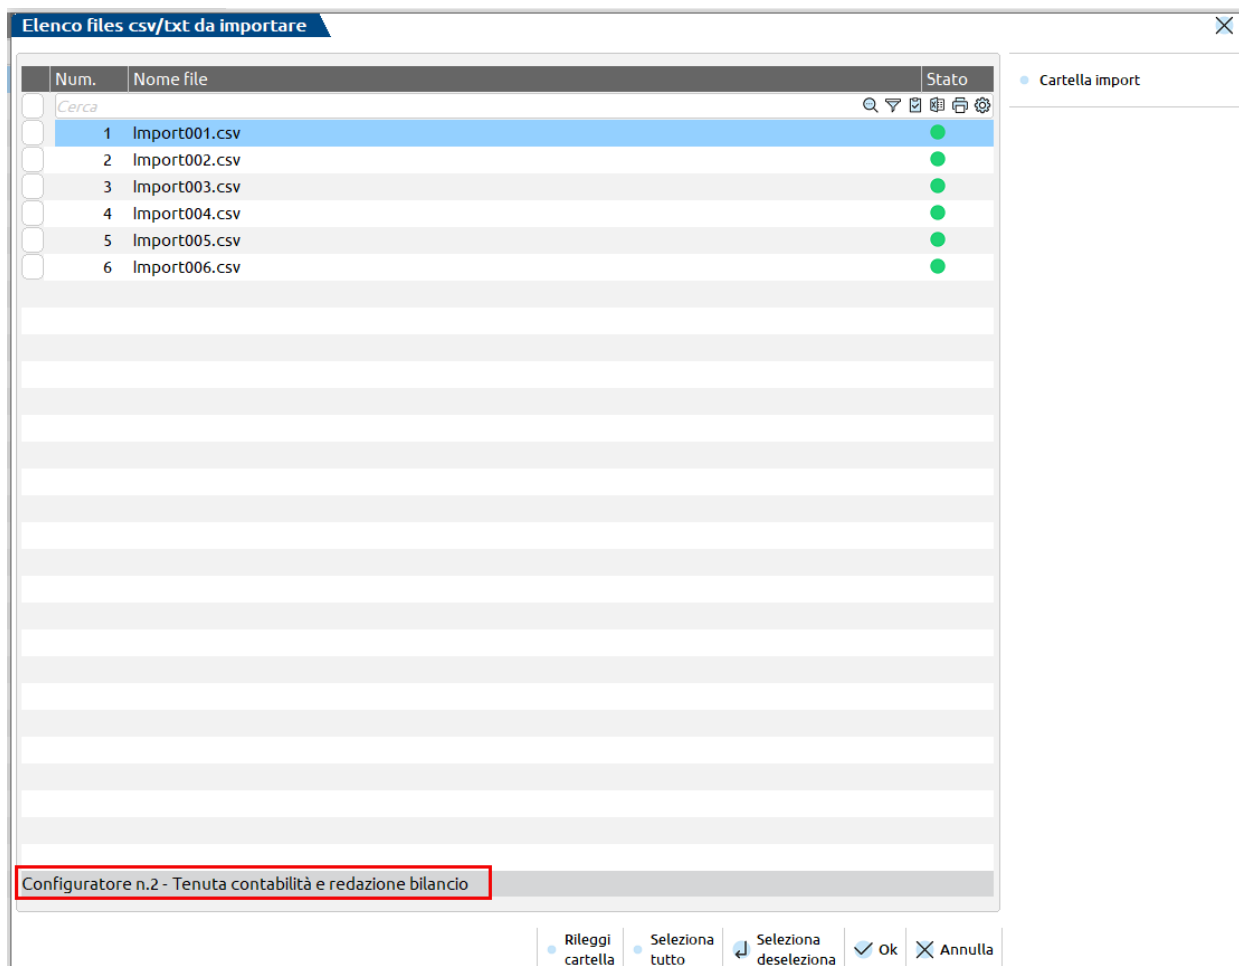 Elenco files csv/txt da importare
Num. Nome file Stato
Cartella import
Cerca
1 Import001.csv
2 Import002.csv
3 Import003.csv
4 Import004.csv
5 Import005.csv
6 Import006.csv
Configuratore n.2 - Tenuta contabilità e redazione bilancio
Rileggi cartella
Seleziona tutto
Seleziona deseleziona
Ok
Annulla